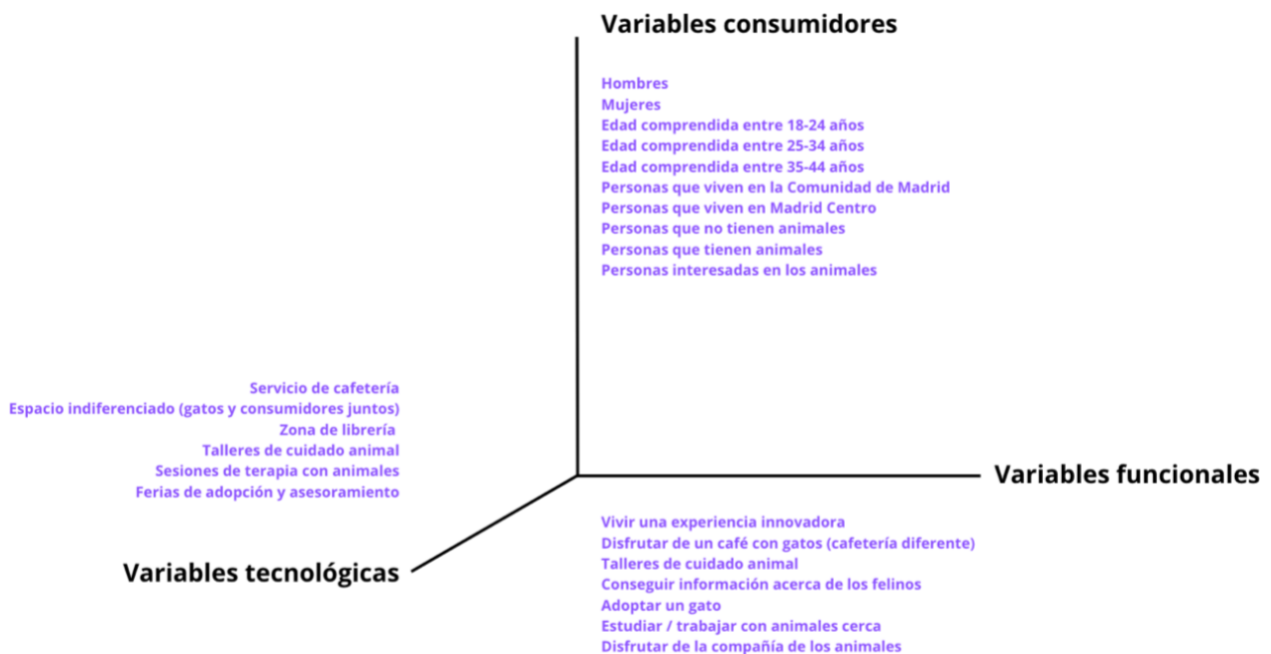 Variables consumidores
Hombres
Mujeres
Edad comprendida entre 18-24 años
Edad comprendida entre 25-34 años
Edad comprendida entre 35-44 años
Personas que viven en la Comunidad de Madrid
Personas que viven en Madrid Centro
Personas que no tienen animales
Personas que tienen animales
Personas interesadas en los animales
Servicio de cafetería
Espacio indiferenciado (gatos y consumidores juntos)
Zona de librería
Talleres de cuidado animal
Sesiones de terapia con animales
Ferias de adopción y asesoramiento
Variables tecnológicas
Variables funcionales
Vivir una experiencia innovadora
Disfrutar de un café con gatos (cafetería diferente)
Talleres de cuidado animal
Conseguir información acerca de los felinos
Adoptar un gato
Estudiar / trabajar con animales cerca
Disfrutar de la compañía de los animales